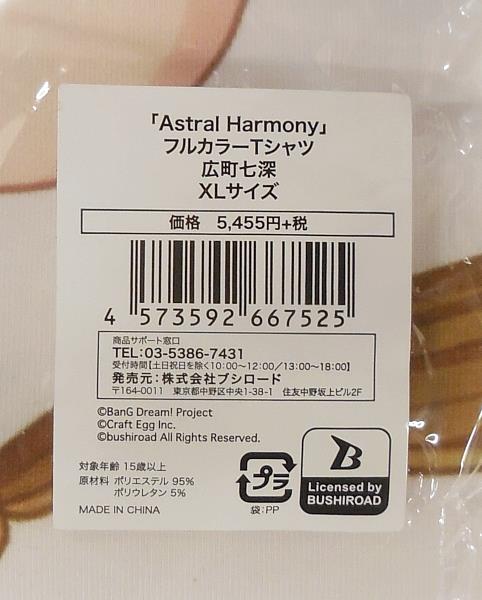 「Astral Harmony」
フルカラーTシャツ
広町七深
XLサイズ
価格 5,455円+税
4 573592 667525
商品サポート窓口
TEL:03-5386-7431
受付時間【土日祝日を除く10:00〜12:00／13:00〜18:00】
発売元：株式会社ブシロード
〒164-0011 東京都中野区中央1-38-1 住友中野坂上ビル2F
©BanG Dream! Project
©Craft Egg Inc.
©bushiroad All Rights Reserved.
対象年齢 15歳以上
原材料 ポリエステル 95%
ポリウレタン 5%
MADE IN CHINA
プラ
袋:PP
B
Licensed by
BUSHIROAD